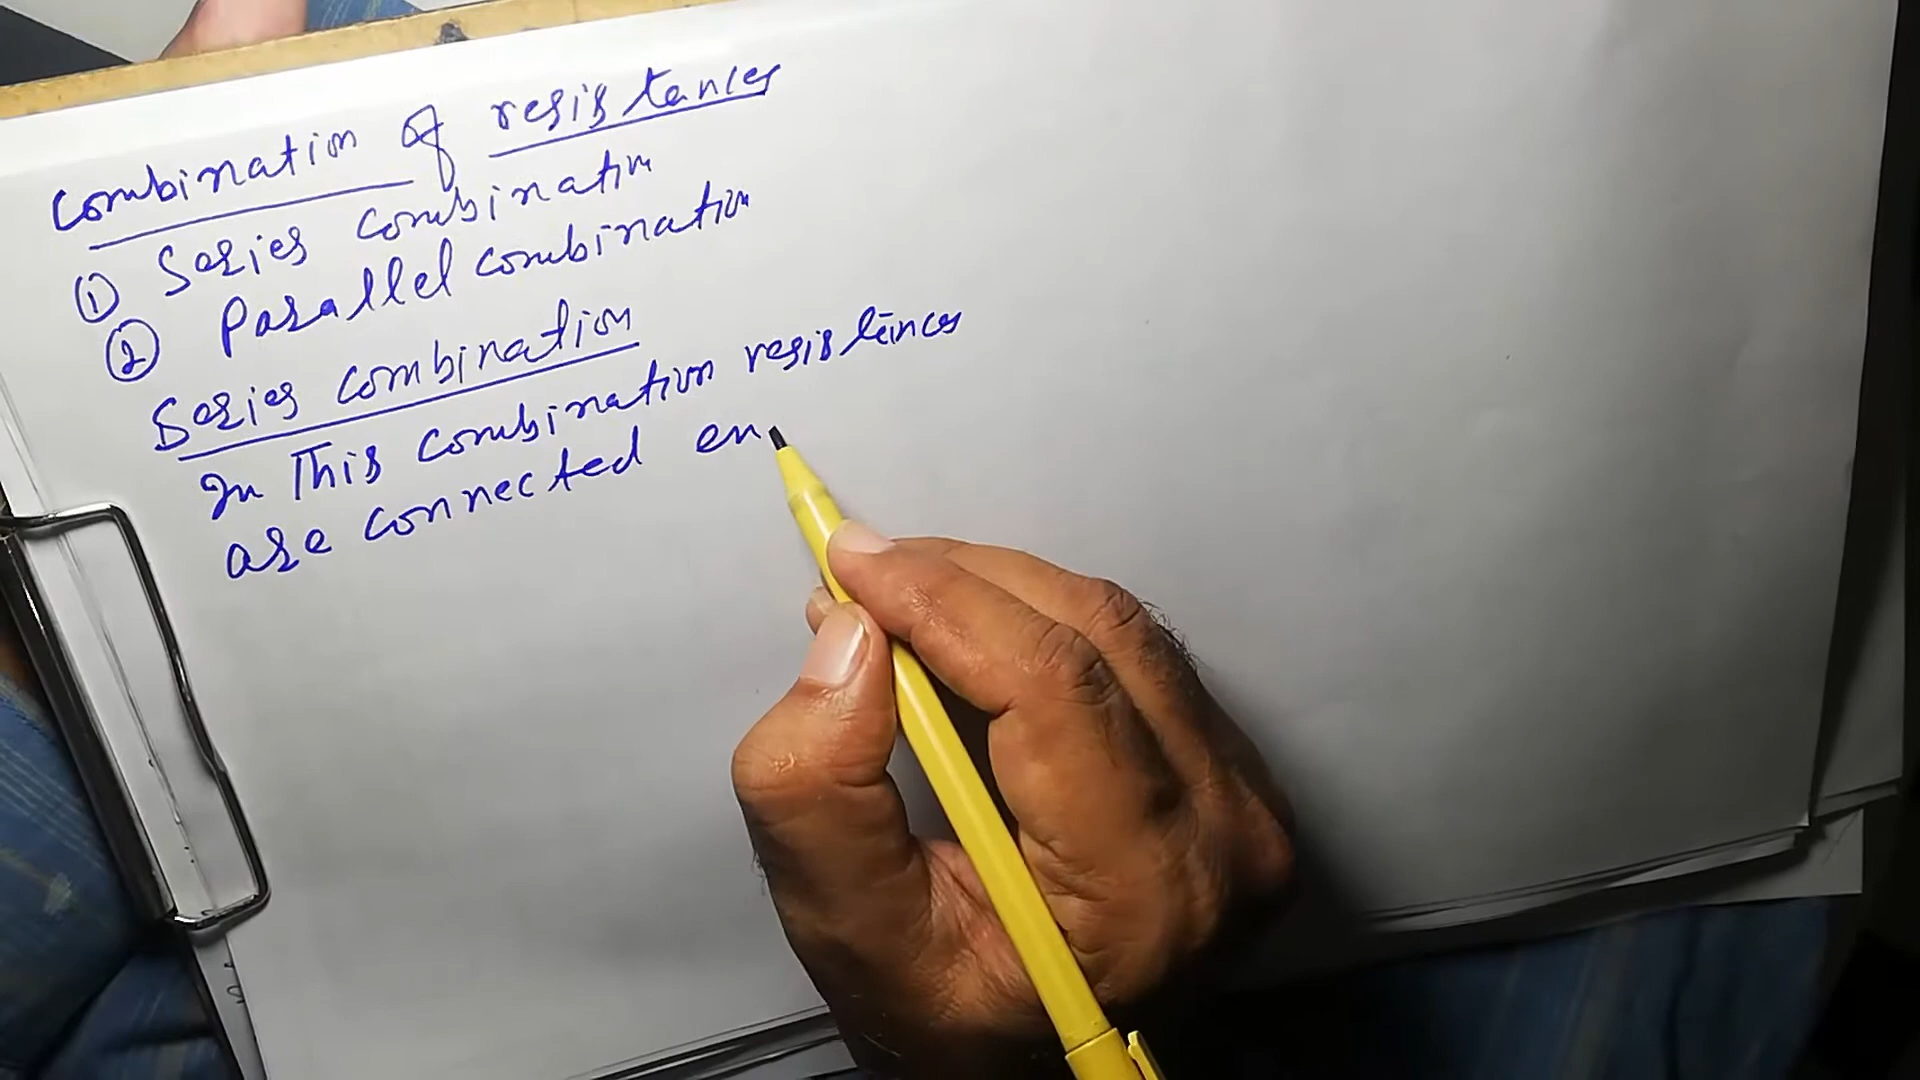 Combination of resistances
① Series combination
② Parallel combination
Series combination
In This combination resistances
are connected en